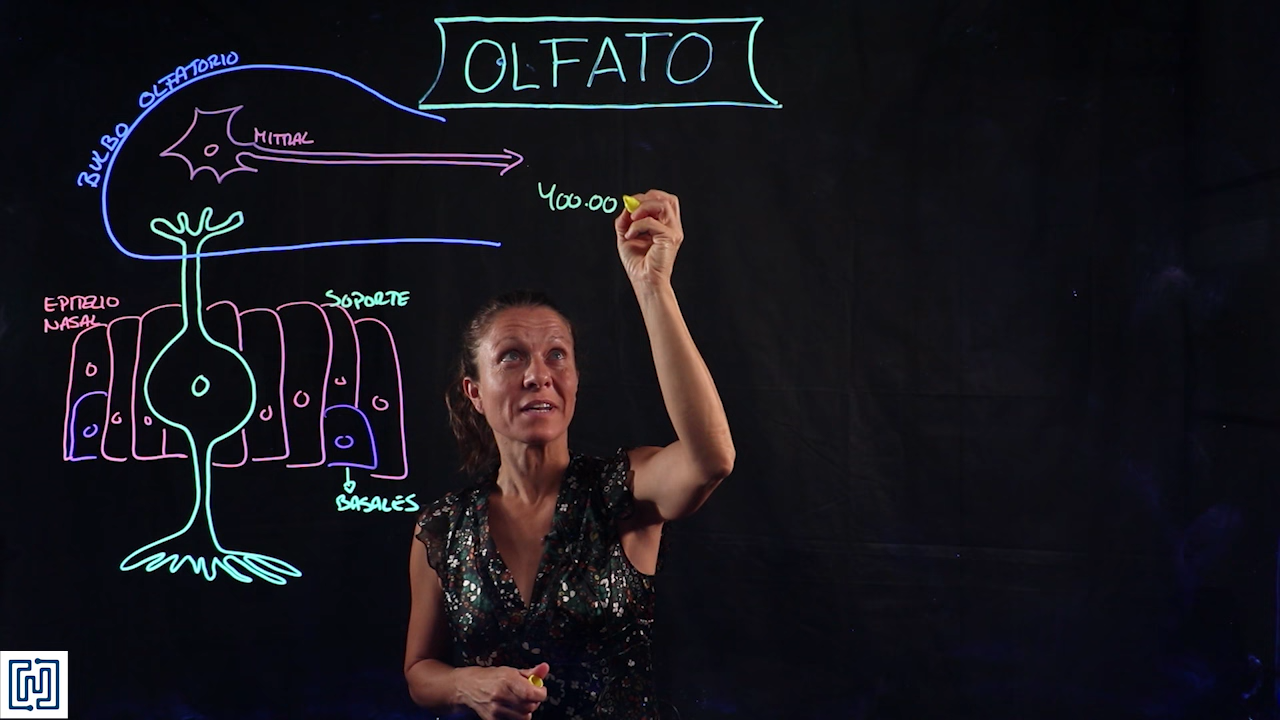 OLFATO
BULBO OLFATORIO
MITRAL
400.00
EPITELIO
NASAL
SOPORTE
BASALES